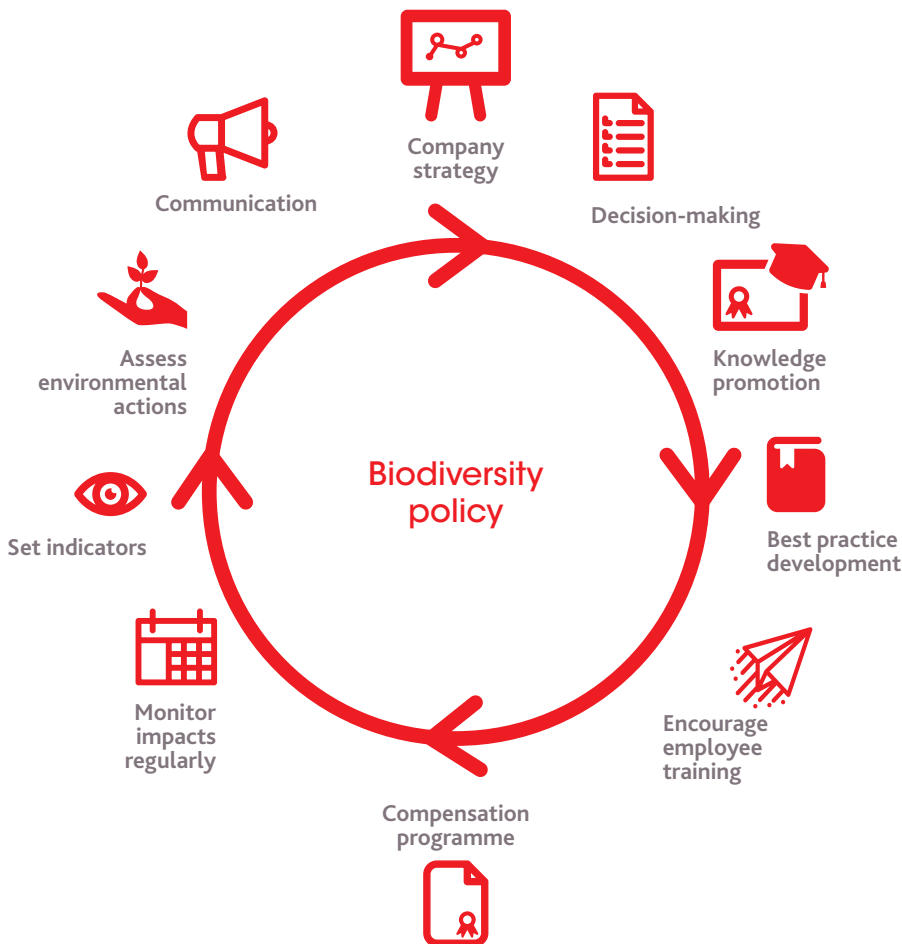 Company
strategy
Decision-making
Knowledge
promotion
Best practice
development
Encourage
employee
training
Compensation
programme
Monitor
impacts
regularly
Set indicators
Assess
environmental
actions
Communication
Biodiversity
policy